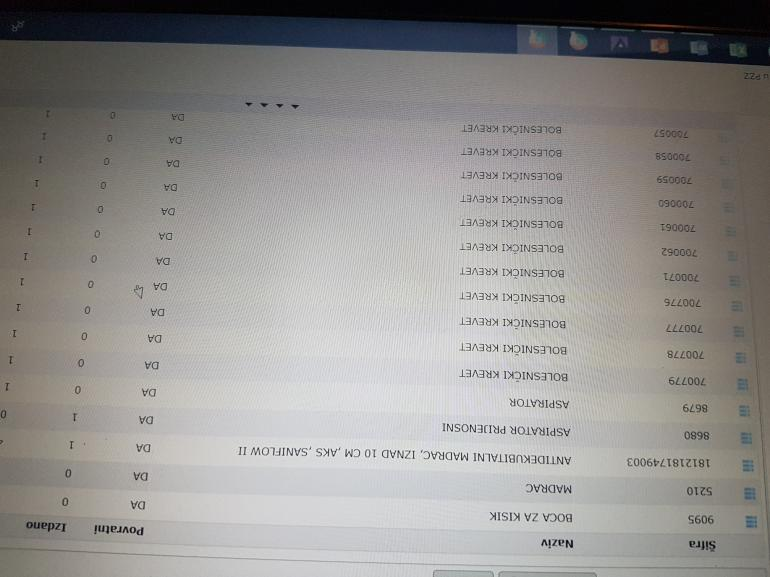 Šifra Naziv Povratni Izdano
9095 BOCA ZA KISIK DA 0
5210 MADRAC DA 0
1812181749003 ANTIDEKUBITALNI MADRAC, IZNAD 10 CM ,AKS ,SANIFLOW II DA 1
8680 ASPIRATOR PRIJENOSNI DA 1 0
8679 ASPIRATOR DA 0 1
700779 BOLESNIČKI KREVET DA 0 1
700778 BOLESNIČKI KREVET DA 0 1
700777 BOLESNIČKI KREVET DA 0 1
700776 BOLESNIČKI KREVET DA 0 1
700071 BOLESNIČKI KREVET DA 0 1
700062 BOLESNIČKI KREVET DA 0 1
700061 BOLESNIČKI KREVET DA 0 1
700060 BOLESNIČKI KREVET DA 0 1
700059 BOLESNIČKI KREVET DA 0 1
700058 BOLESNIČKI KREVET DA 0 1
700057 BOLESNIČKI KREVET DA 0 1
u PZZ